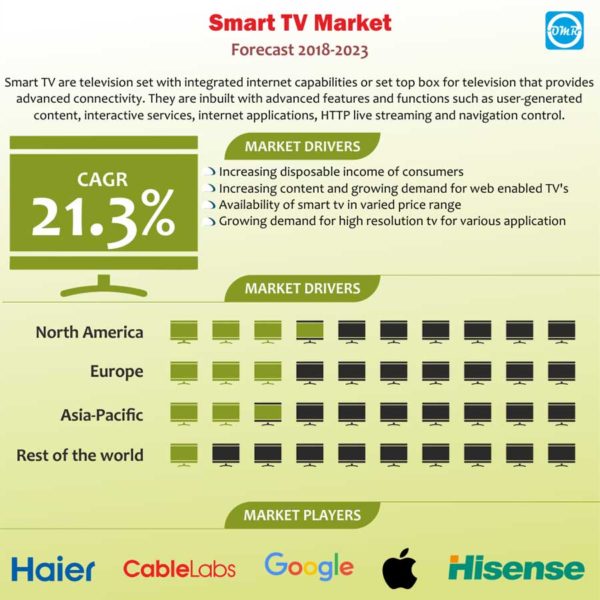 Smart TV Market
OMR
Forecast 2018-2023
Smart TV are television set with integrated internet capabilities or set top box for television that provides
advanced connectivity. They are inbuilt with advanced features and functions such as user-generated
content, interactive services, internet applications, HTTP live streaming and navigation control.
MARKET DRIVERS
CAGR
21.3%
Increasing disposable income of consumers
Increasing content and growing demand for web enabled TV's
Availability of smart tv in varied price range
Growing demand for high resolution tv for various application
MARKET DRIVERS
North America
Europe
Asia-Pacific
Rest of the world
MARKET PLAYERS
Haier
CableLabs
Google
Hisense